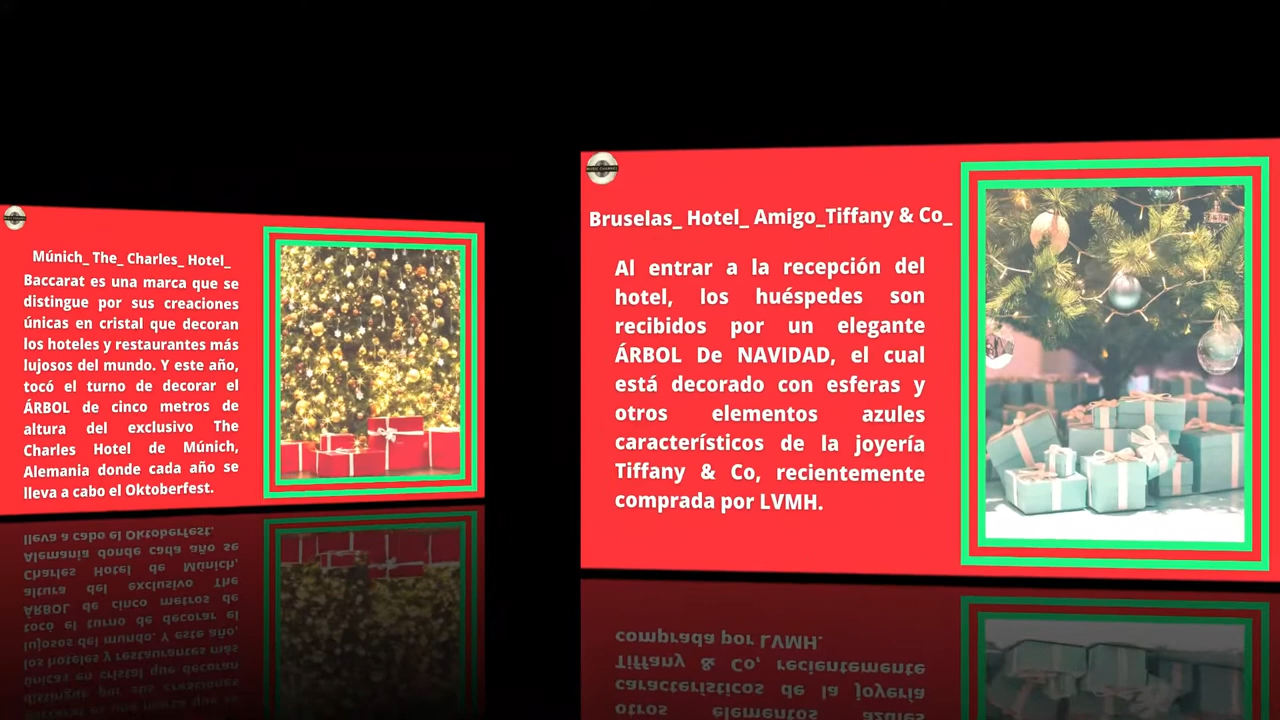 Múnich_ The_ Charles_ Hotel_
Baccarat es una marca que se
distingue por sus creaciones
únicas en cristal que decoran
los hoteles y restaurantes más
lujosos del mundo. Y este año,
tocó el turno de decorar el
ÁRBOL de cinco metros de
altura del exclusivo The
Charles Hotel de Múnich,
Alemania donde cada año se
lleva a cabo el Oktoberfest.
Bruselas_ Hotel_ Amigo_Tiffany & Co_
Al entrar a la recepción del
hotel, los huéspedes son
recibidos por un elegante
ÁRBOL De NAVIDAD, el cual
está decorado con esferas y
otros elementos azules
característicos de la joyería
Tiffany & Co, recientemente
comprada por LVMH.